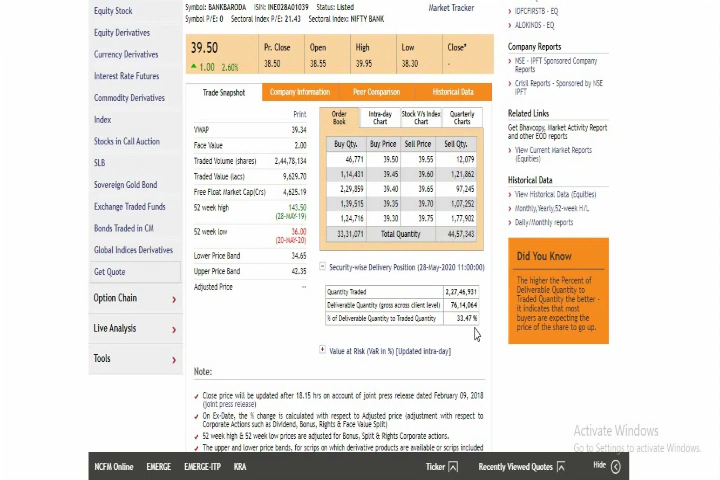 Equity Stock
Equity Derivatives
Currency Derivatives
Interest Rate Futures
Commodity Derivatives
Index
Stocks in Call Auction
SLB
Sovereign Gold Bond
Exchange Traded Funds
Bonds Traded in CM
Global Indices Derivatives
Get Quote
Option Chain
Live Analysis
Tools
Symbol: BANKBARODA ISIN: INE028A01039 Status: Listed
Symbol P/E: 0 Sectoral Index P/E: 21.43 Sectoral Index: NIFTY BANK
Market Tracker
39.50 Pr. Close Open High Low Close*
1.00 2.60% 38.50 38.55 39.95 38.30 -
Trade Snapshot Company Information Peer Comparison Historical Data
Print
VWAP 39.34
Face Value 2.00
Traded Volume (shares) 2,44,78,134
Traded Value (lacs) 9,629.70
Free Float Market Cap(Crs) 4,625.19
52 week high 143.50
(28-MAY-19)
52 week low 36.00
(20-MAY-20)
Lower Price Band 34.65
Upper Price Band 42.35
Adjusted Price --
Order Book Intra-day Chart Stock V/s Index Chart Quarterly Charts
Buy Qty. Buy Price Sell Price Sell Qty.
46,771 39.50 39.55 12,079
1,14,431 39.45 39.60 1,21,862
2,29,859 39.40 39.65 97,245
1,39,515 39.35 39.70 1,07,252
1,24,716 39.30 39.75 1,77,902
33,31,071 Total Quantity 44,57,343
Security-wise Delivery Position (28-May-2020 11:00:00)
Quantity Traded 2,27,46,931
Deliverable Quantity (gross across client level) 76,14,064
% of Deliverable Quantity to Traded Quantity 33.47 %
Value at Risk (VaR in %) [Updated intra-day]
Note:
Close price will be updated after 18.15 hrs on account of joint press release dated February 09, 2018
(joint press release)
On Ex-Date, the % change is calculated with respect to Adjusted price (adjustment with respect to
Corporate Actions such as Dividend, Bonus, Rights & Face Value Split)
52 week high & 52 week low prices are adjusted for Bonus, Split & Rights Corporate actions.
The upper and lower price bands, for scrips on which derivative products are available or scrips included
IDFCFIRSTB - EQ
ALOKINDS - EQ
Company Reports
NSE - IPFT Sponsored Company
Reports
Crisil Reports - Sponsored by NSE
IPFT
Related Links
Get Bhavcopy, Market Activity Report
and other EOD reports
View Current Market Reports
(Equities)
Historical Data
View Historical Data (Equities)
Monthly,Yearly,52-week H/L
Daily/Monthly reports
Did You Know
The higher the Percent of
Deliverable Quantity to
Traded Quantity the better -
it indicates that most
buyers are expecting the
price of the share to go up.
Activate Windows
Go to Settings to activate Windows.
NCFM Online EMERGE EMERGE-ITP KRA Ticker Recently Viewed Quotes Hide